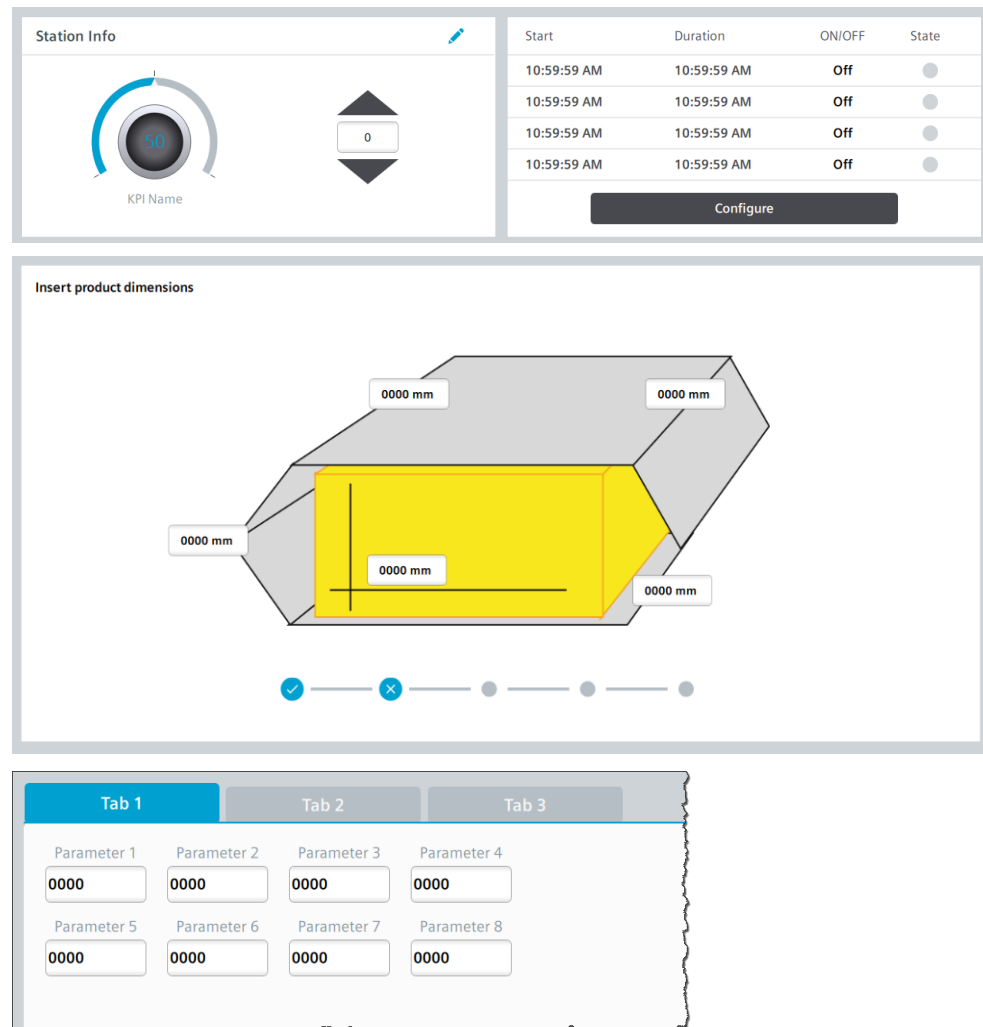 Station Info
50
KPI Name
0
Start Duration ON/OFF State
10:59:59 AM 10:59:59 AM Off
10:59:59 AM 10:59:59 AM Off
10:59:59 AM 10:59:59 AM Off
10:59:59 AM 10:59:59 AM Off
Configure
Insert product dimensions
0000 mm 0000 mm
0000 mm
0000 mm
0000 mm
Tab 1 Tab 2 Tab 3
Parameter 1 Parameter 2 Parameter 3 Parameter 4
0000 0000 0000 0000
Parameter 5 Parameter 6 Parameter 7 Parameter 8
0000 0000 0000 0000